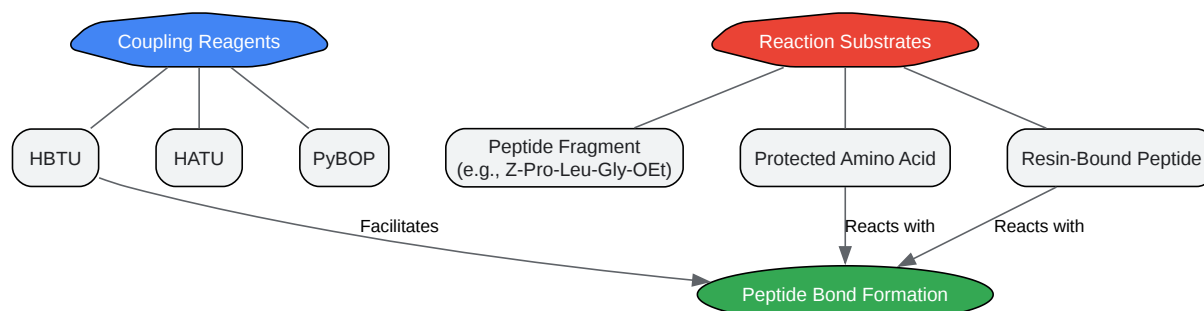 Coupling Reagents
Reaction Substrates
HBTU
HATU
PyBOP
Peptide Fragment
(e.g., Z-Pro-Leu-Gly-OEt)
Protected Amino Acid
Resin-Bound Peptide
Facilitates
Reacts with
Reacts with
Peptide Bond Formation